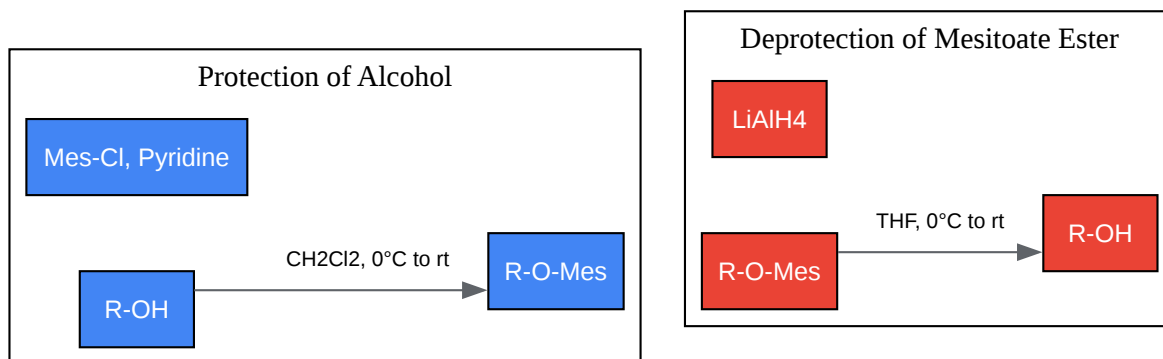 Protection of Alcohol
Mes-Cl, Pyridine
R-OH
CH2Cl2, 0°C to rt
R-O-Mes
Deprotection of Mesitoate Ester
LiAlH4
R-O-Mes
THF, 0°C to rt
R-OH